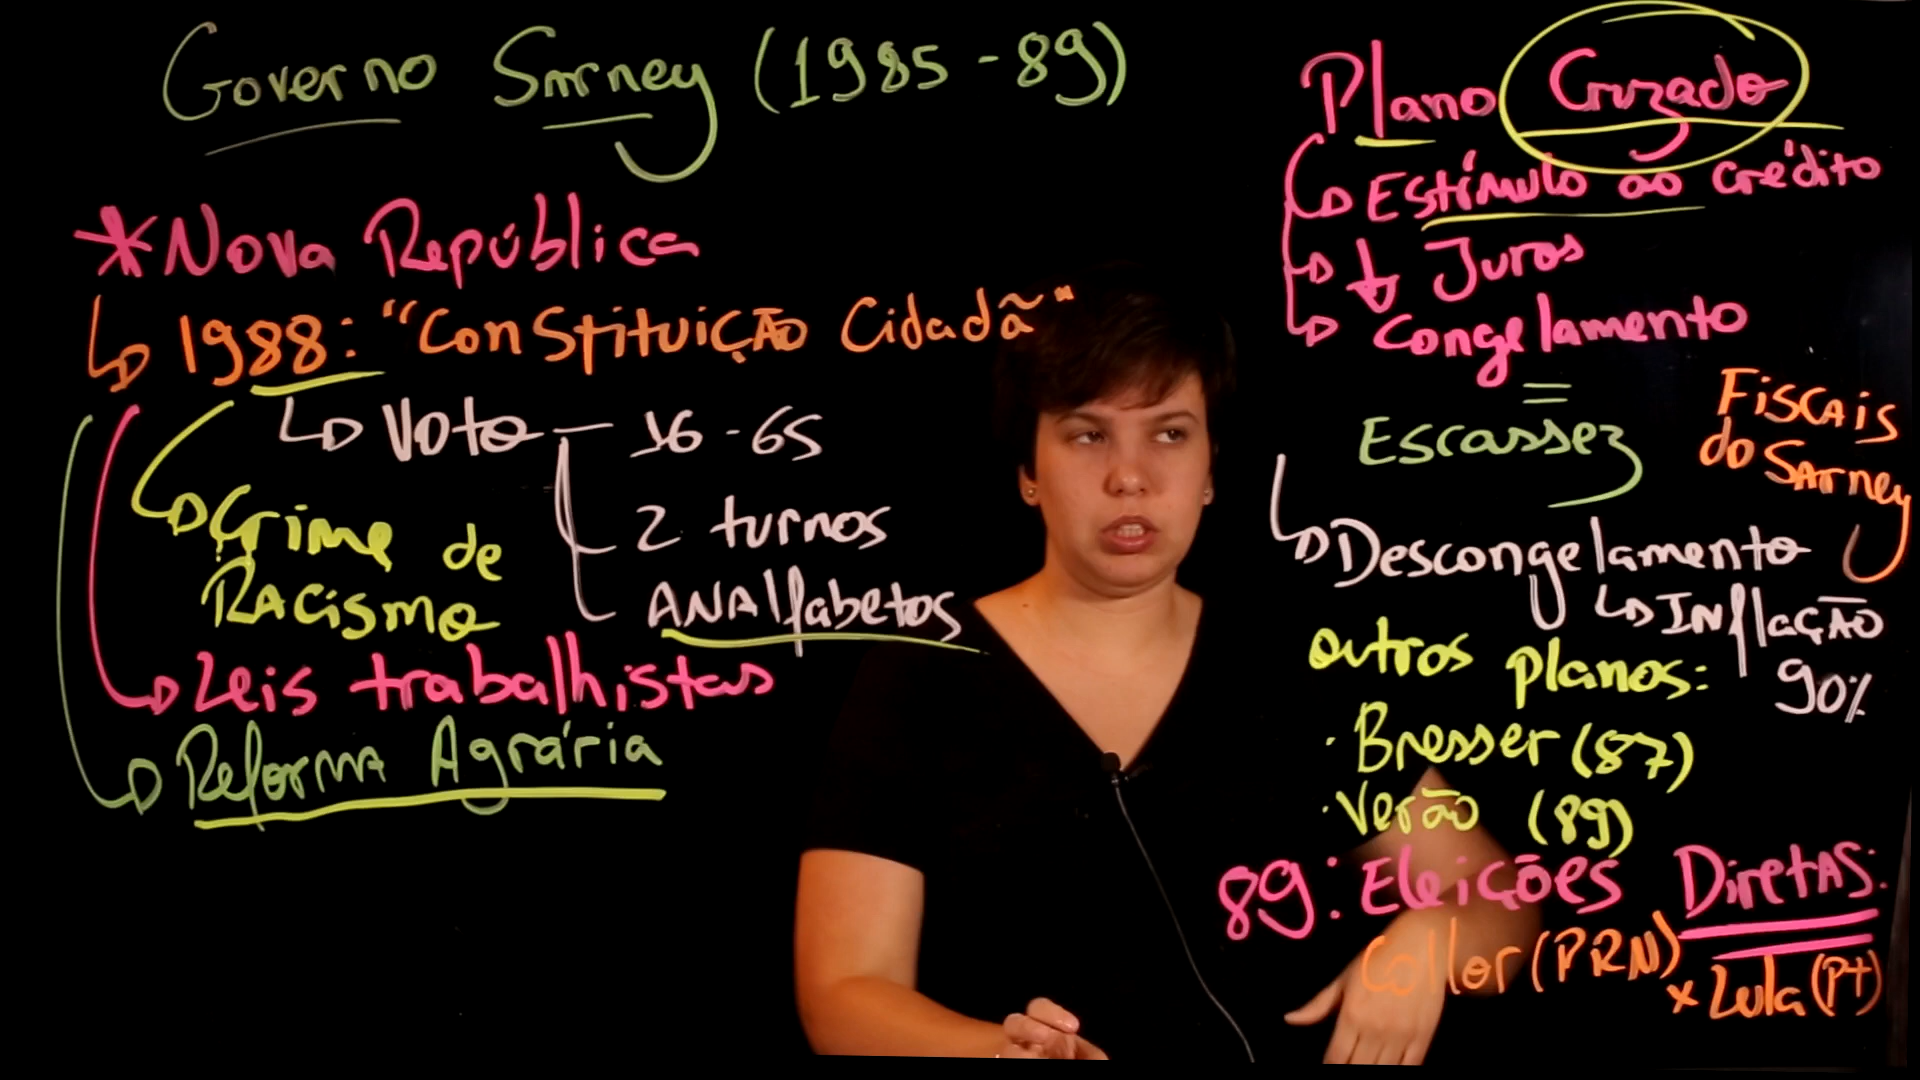 Governo Sarney (1985-89)
*Nova República
1988: "Constituição Cidadã"
Voto - 16-65
2 turnos
Analfabetos
Crime de
Racismo
Leis trabalhistas
Reforma Agrária
Plano Cruzado
Estímulo ao crédito
↓ Juros
Congelamento
=
Escassez
Fiscais
do Sarney
Descongelamento
Inflação
90%
outros planos:
· Bresser (87)
· Verão (89)
89: Eleições Diretas:
Collor (PRN)
x Lula (PT)